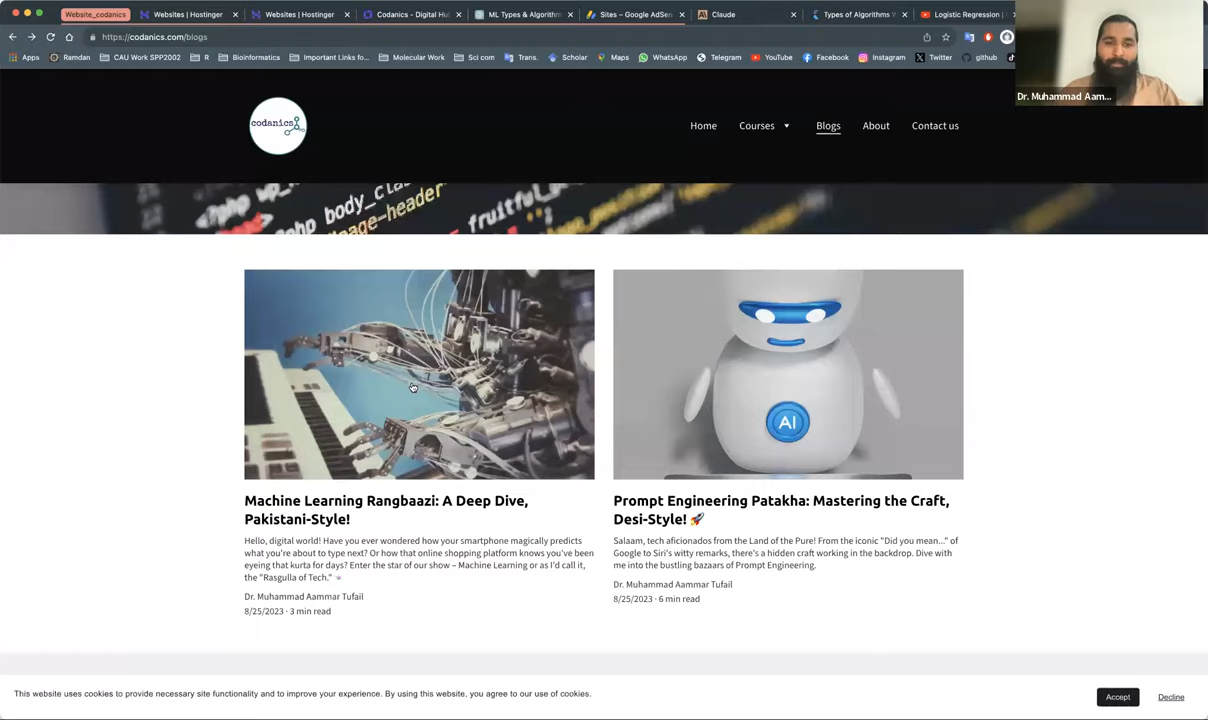 Website_codanics
Websites | Hostinger
Websites | Hostinger
Codanics - Digital Hu
ML Types & Algorithm
Sites – Google AdSen
Claude
Types of Algorithms
Logistic Regression |
https://codanics.com/blogs
Apps
Ramdan
CAU Work SPP2002
R
Bioinformatics
Important Links fo...
Molecular Work
Sci com
Trans.
Scholar
Maps
WhatsApp
Telegram
YouTube
Facebook
Instagram
Twitter
github
Dr. Muhammad Aam...
codanics
Home
Courses
Blogs
About
Contact us
<?php wp_
body_cla
?php
page-header/
fruitful_
AI
Machine Learning Rangbaazi: A Deep Dive,
Pakistani-Style!
Hello, digital world! Have you ever wondered how your smartphone magically predicts
what you're about to type next? Or how that online shopping platform knows you've been
eyeing that kurta for days? Enter the star of our show – Machine Learning or as I'd call it,
the "Rasgulla of Tech."
Dr. Muhammad Aammar Tufail
8/25/2023 · 3 min read
Prompt Engineering Patakha: Mastering the Craft,
Desi-Style! 🚀
Salaam, tech aficionados from the Land of the Pure! From the iconic "Did you mean..." of
Google to Siri's witty remarks, there's a hidden craft working in the backdrop. Dive with
me into the bustling bazaars of Prompt Engineering.
Dr. Muhammad Aammar Tufail
8/25/2023 · 6 min read
This website uses cookies to provide necessary site functionality and to improve your experience. By using this website, you agree to our use of cookies.
Accept
Decline